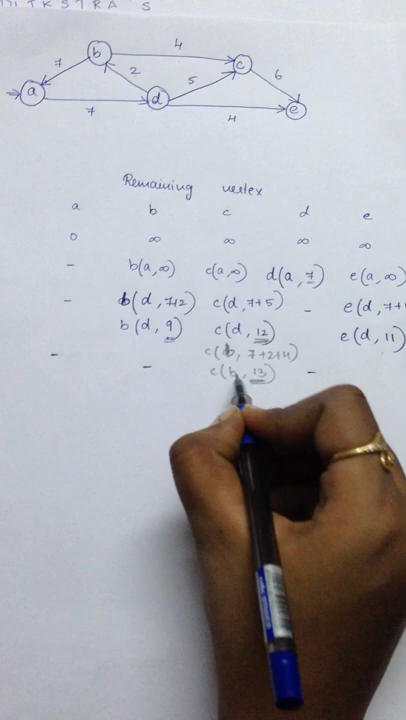 DIJKSTRA'S
b
4
c
7
2
5
6
a
7
d
4
e
Remaining vertex
a b c d e
0 ∞ ∞ ∞ ∞
- b(a,∞) c(a,∞) d(a,7) e(a,∞)
- b(d,7+2) c(d,7+5) - e(d,7+
b(d,9) c(d,12) e(d,11)
- c(b,7+2+4)
- c(b,13) -